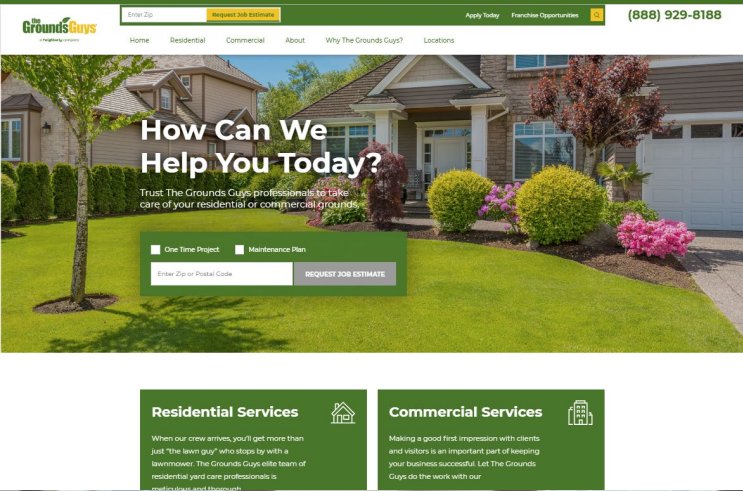 the
GroundsGuys
a neighborly company
Enter Zip
Request Job Estimate
Apply Today
Franchise Opportunities
(888) 929-8188
Home
Residential
Commercial
About
Why The Grounds Guys?
Locations
How Can We
Help You Today?
Trust The Grounds Guys professionals to take
care of your residential or commercial grounds.
One Time Project
Maintenance Plan
Enter Zip or Postal Code
REQUEST JOB ESTIMATE
Residential Services
When our crew arrives, you'll get more than
just "the lawn guy" who stops by with a
lawnmower. The Grounds Guys elite team of
residential yard care professionals is
meticulous and thorough
Commercial Services
Making a good first impression with clients
and visitors is an important part of keeping
your business successful. Let The Grounds
Guys do the work with our